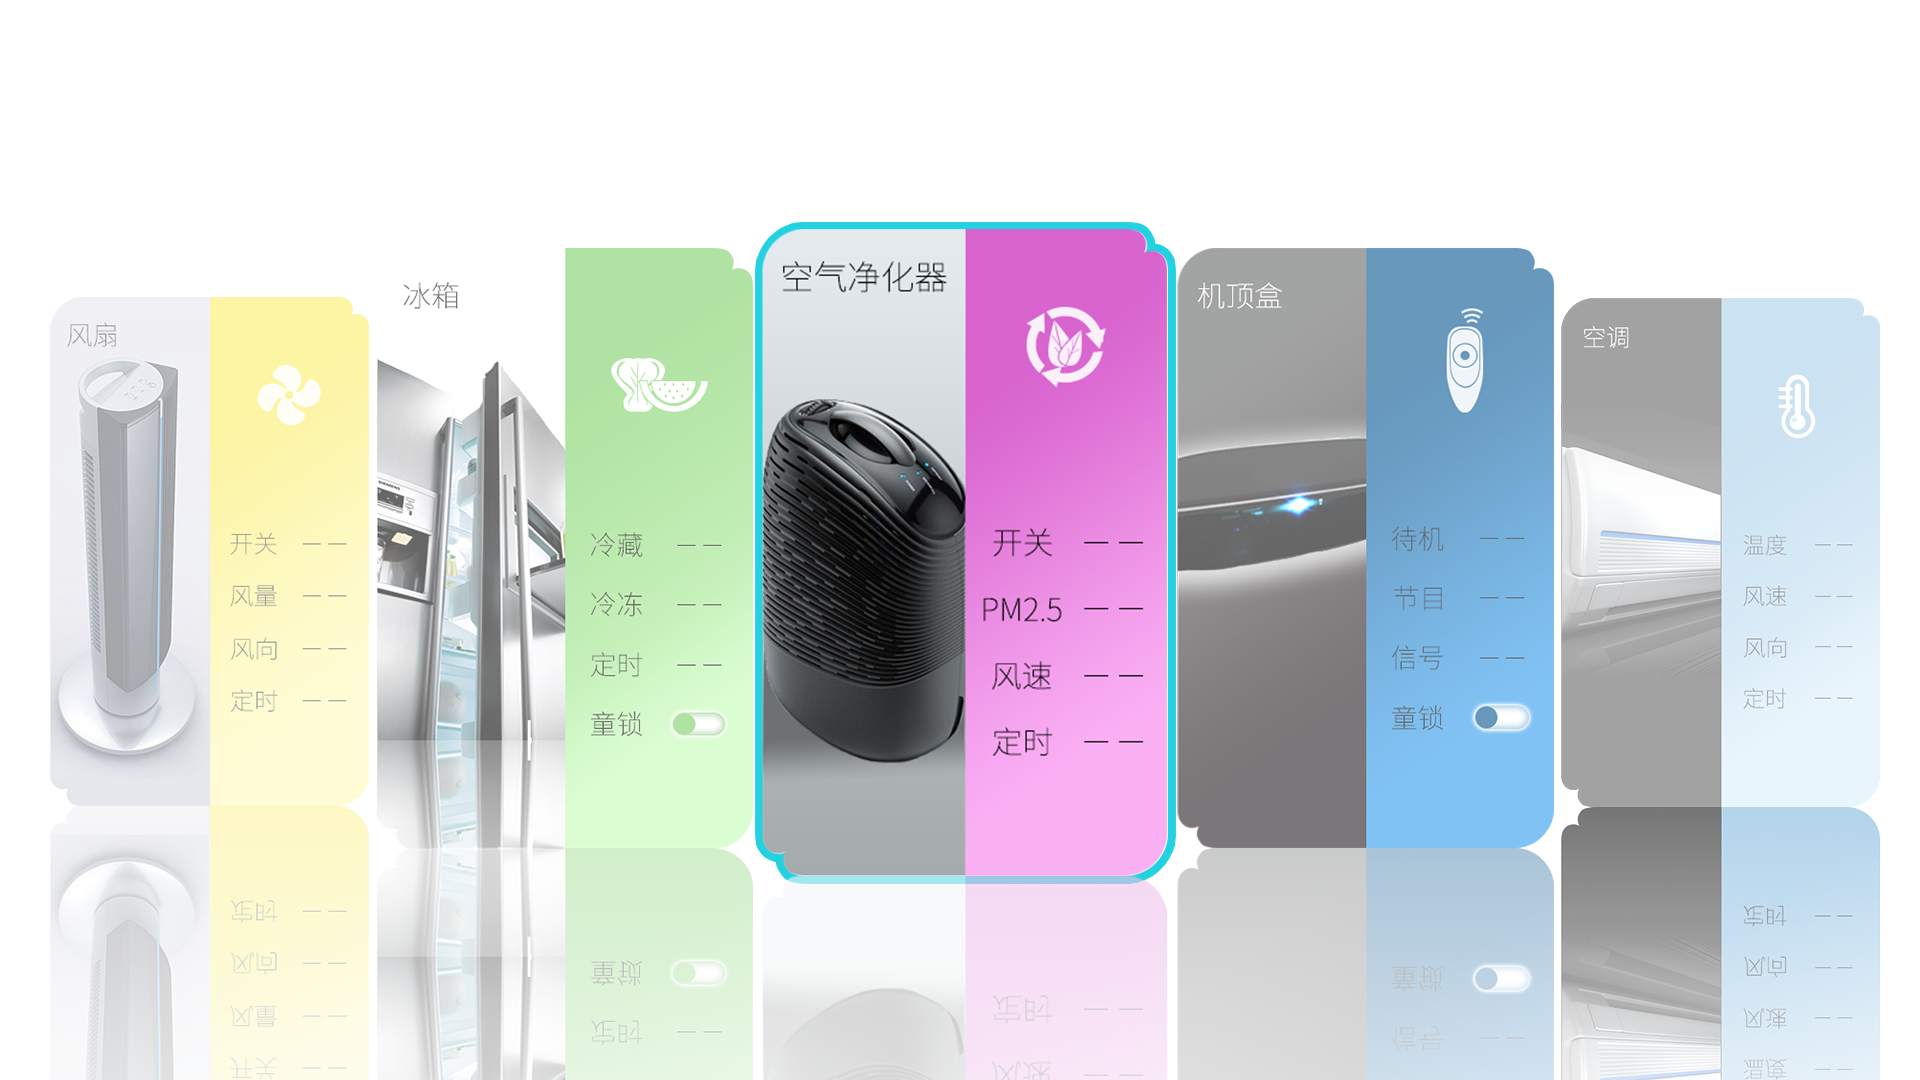 风扇
开关 — —
风量 — —
风向 — —
定时 — —
冰箱
SIEMENS
冷藏 — —
冷冻 — —
定时 — —
童锁
空气净化器
开关 — —
PM2.5 — —
风速 — —
定时 — —
机顶盒
待机 — —
节目 — —
信号 — —
童锁
空调
温度 — —
风速 — —
风向 — —
定时 — —